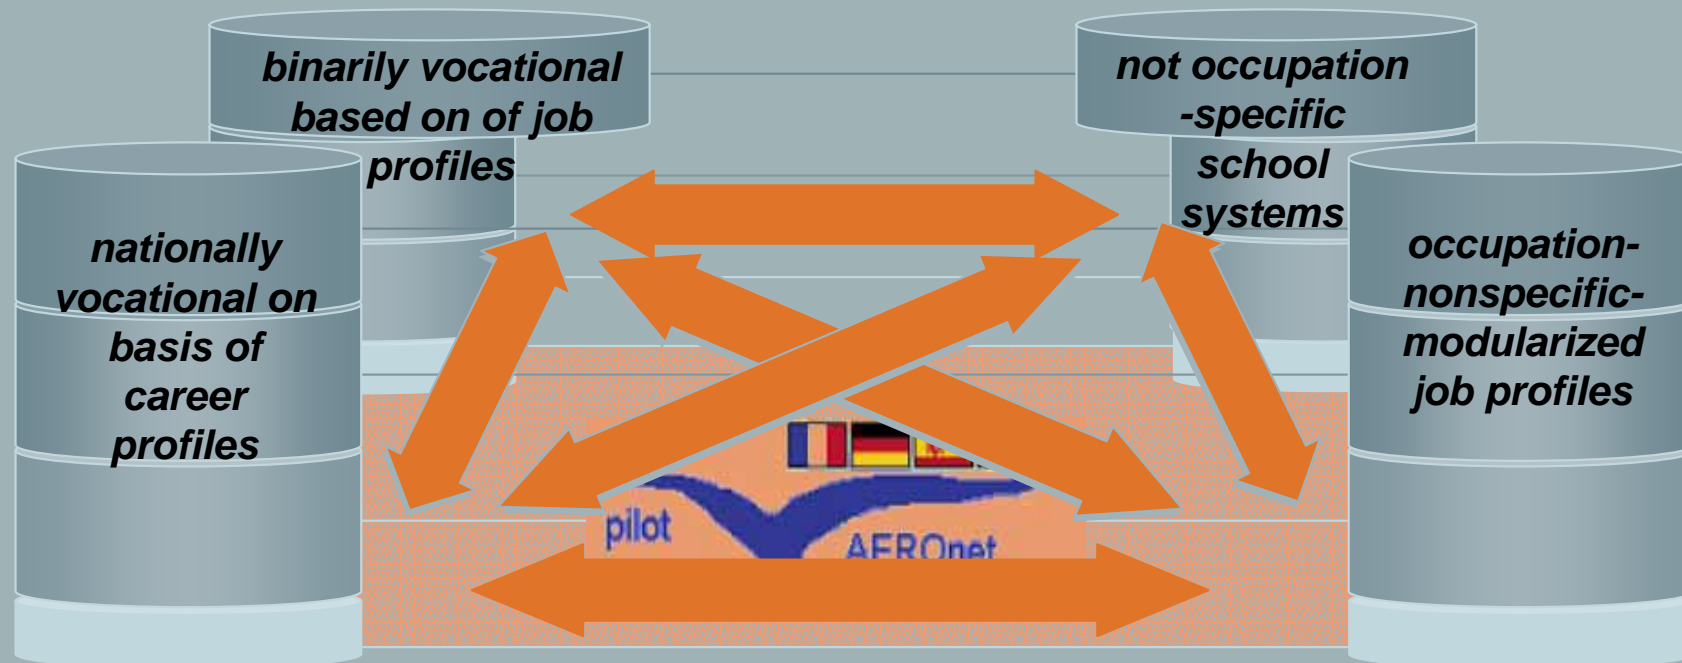 binarily vocational
based on of job
profiles
not occupation
-specific
school
systems
nationally
vocational on
basis of
career
profiles
occupation-
nonspecific-
modularized
job profiles
pilot
AEROnet